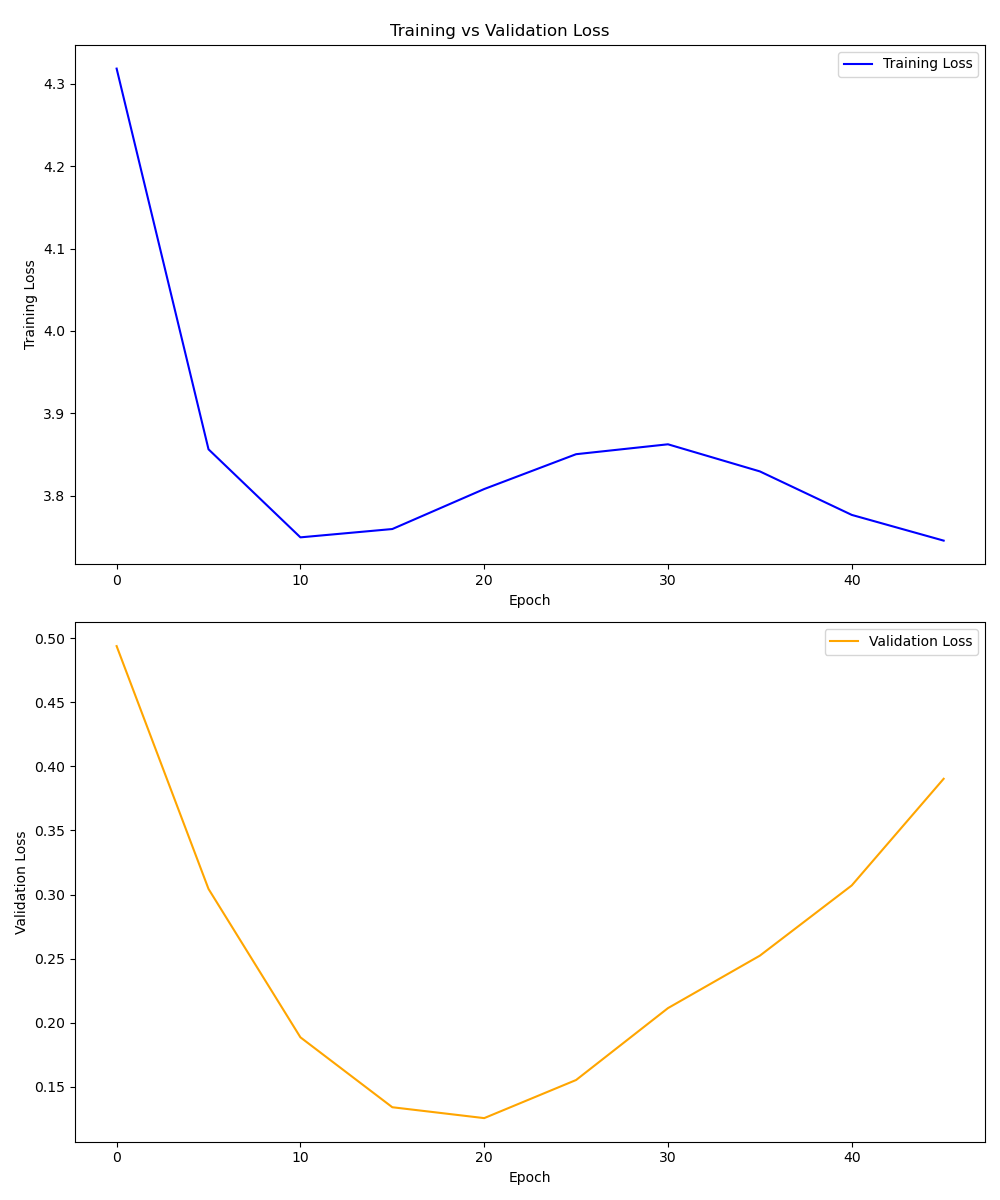 Training vs Validation Loss
Training Loss
4.3
4.2
4.1
4.0
3.9
3.8
Training Loss
0 10 20 30 40
Epoch
Validation Loss
0.50
0.45
0.40
0.35
0.30
0.25
0.20
0.15
Validation Loss
0 10 20 30 40
Epoch